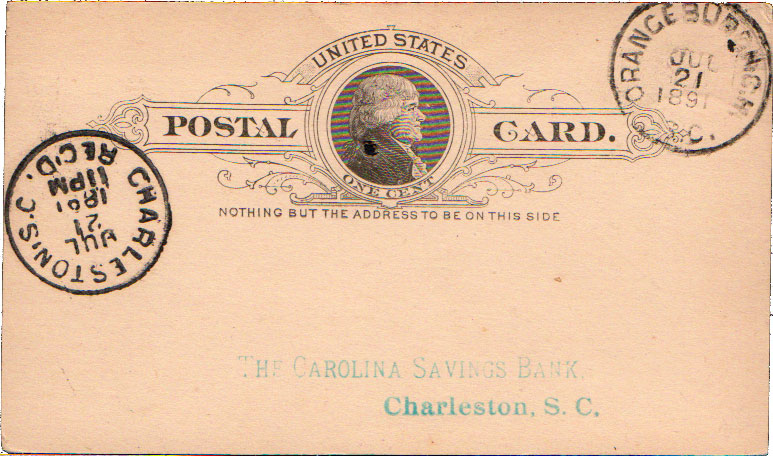 UNITED STATES
POSTAL CARD.
ONE CENT
NOTHING BUT THE ADDRESS TO BE ON THIS SIDE
ORANGEBURG C.H.
JUL
21
1891
S.C.
CHARLESTON, S.C.
JUL
21
11PM
1891
REC'D.
THE CAROLINA SAVINGS BANK,
Charleston, S. C.